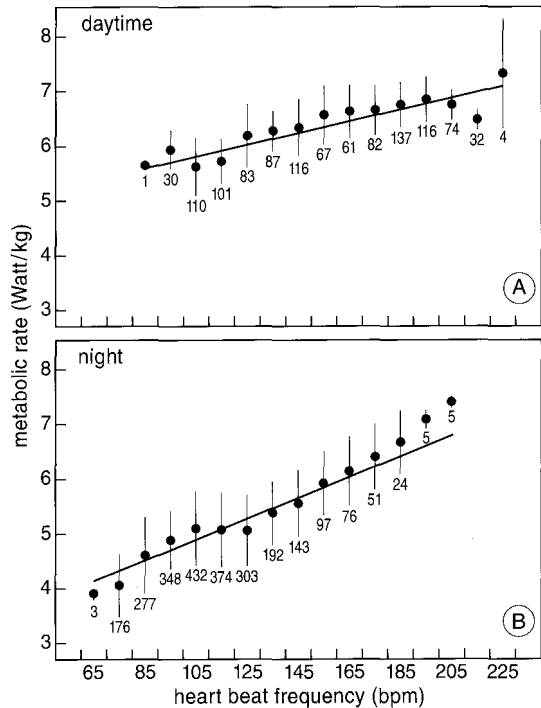 daytime
8
7
6
5
4
3
1 30 110 101 83 87 116 67 61 82 137 116 74 32 4
A
metabolic rate (Watt/kg)
night
8
7
6
5
4
3
3 176 277 348 432 374 303 192 143 97 76 51 24 5 5
B
65 85 105 125 145 165 185 205 225
heart beat frequency (bpm)